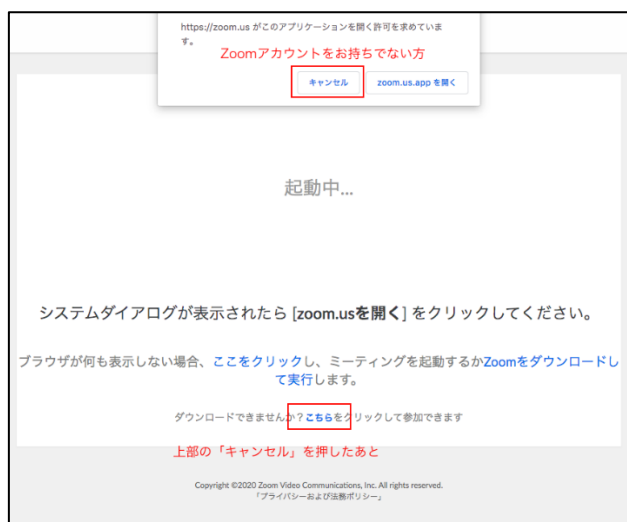 https://zoom.us がこのアプリケーションを開く許可を求めていま
す。
Zoomアカウントをお持ちでない方
キャンセル
zoom.us.app を開く
起動中...
システムダイアログが表示されたら [zoom.usを開く] をクリックしてください。
ブラウザが何も表示しない場合、ここをクリックし、ミーティングを起動するかZoomをダウンロードし
て実行します。
ダウンロードできませんか？こちらをクリックして参加できます
上部の「キャンセル」を押したあと
Copyright ©2020 Zoom Video Communications, Inc. All rights reserved.
「プライバシーおよび法務ポリシー」